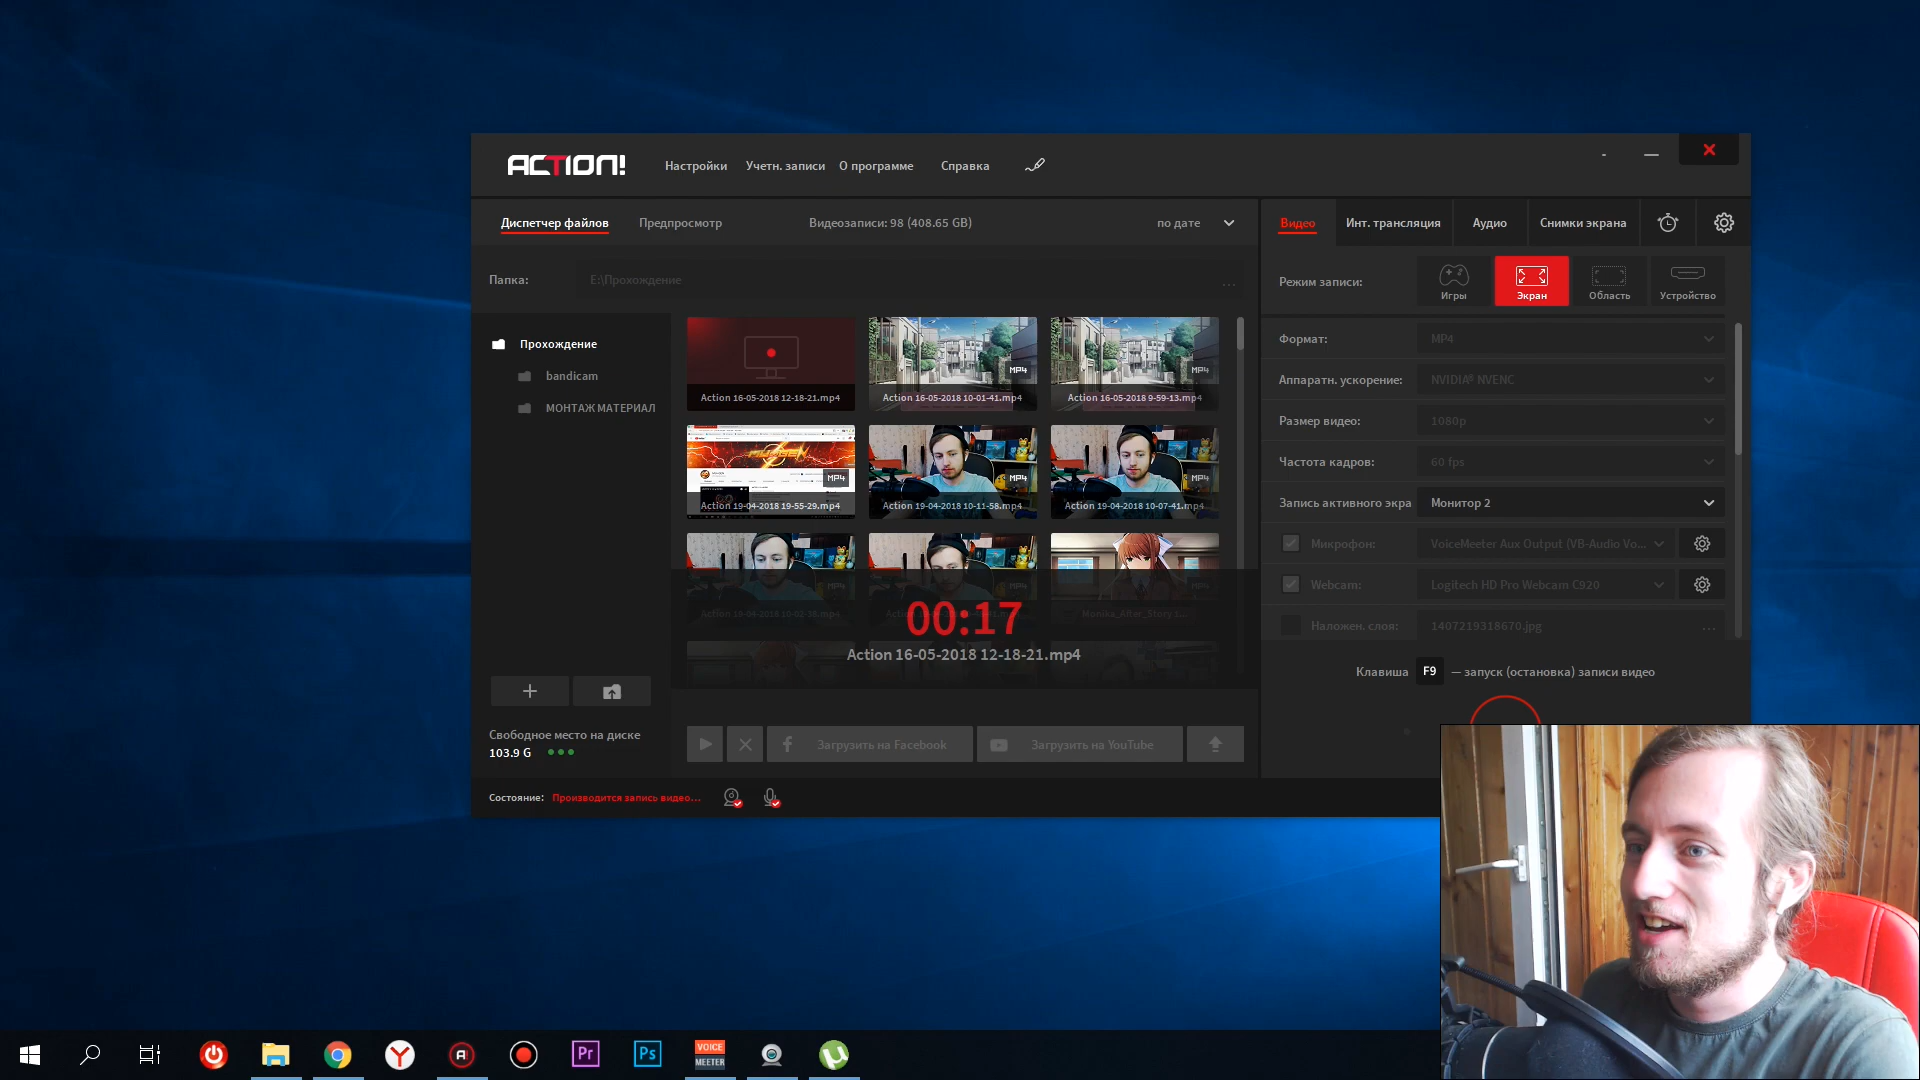 ACTION!
Настройки
Учетн. записи
О программе
Справка
Диспетчер файлов
Предпросмотр
Видеозаписи: 98 (408.65 GB)
по дате
Видео
Инт. трансляция
Аудио
Снимки экрана
Папка:
E:\Прохождение
...
Режим записи:
Игры
Экран
Область
Устройство
Прохождение
bandicam
МОНТАЖ МАТЕРИАЛ
Action 16-05-2018 12-18-21.mp4
MP4
Action 16-05-2018 10-01-41.mp4
MP4
Action 16-05-2018 9-59-13.mp4
MP4
Action 19-04-2018 19-55-29.mp4
MP4
Action 19-04-2018 10-11-58.mp4
MP4
Action 19-04-2018 10-07-41.mp4
00:17
Action 16-05-2018 12-18-21.mp4
Формат:
MP4
Аппаратн. ускорение:
NVIDIA® NVENC
Размер видео:
1080p
Частота кадров:
60 fps
Запись активного экра
Монитор 2
Микрофон:
VoiceMeeter Aux Output (VB-Audio Vo...
Webcam:
Logitech HD Pro Webcam C920
Наложен. слоя:
1407219318670.jpg
...
Клавиша F9 — запуск (остановка) записи видео
Свободное место на диске
103.9 G
Загрузить на Facebook
Загрузить на YouTube
Состояние:
Производится запись видео...
Pr
Ps
VOICE
MEETER